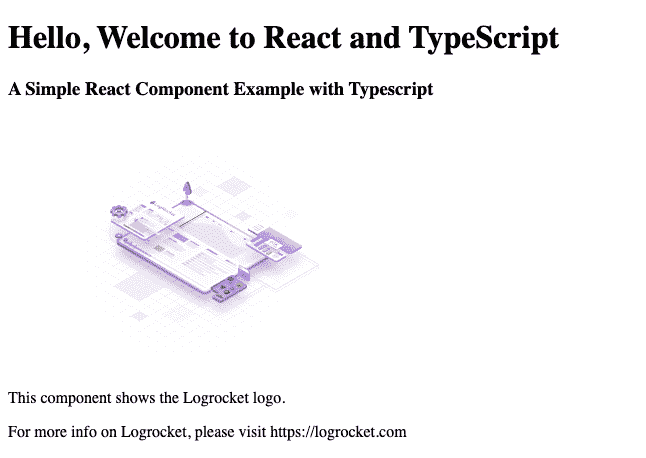 Hello, Welcome to React and TypeScript
A Simple React Component Example with Typescript
This component shows the Logrocket logo.
For more info on Logrocket, please visit https://logrocket.com